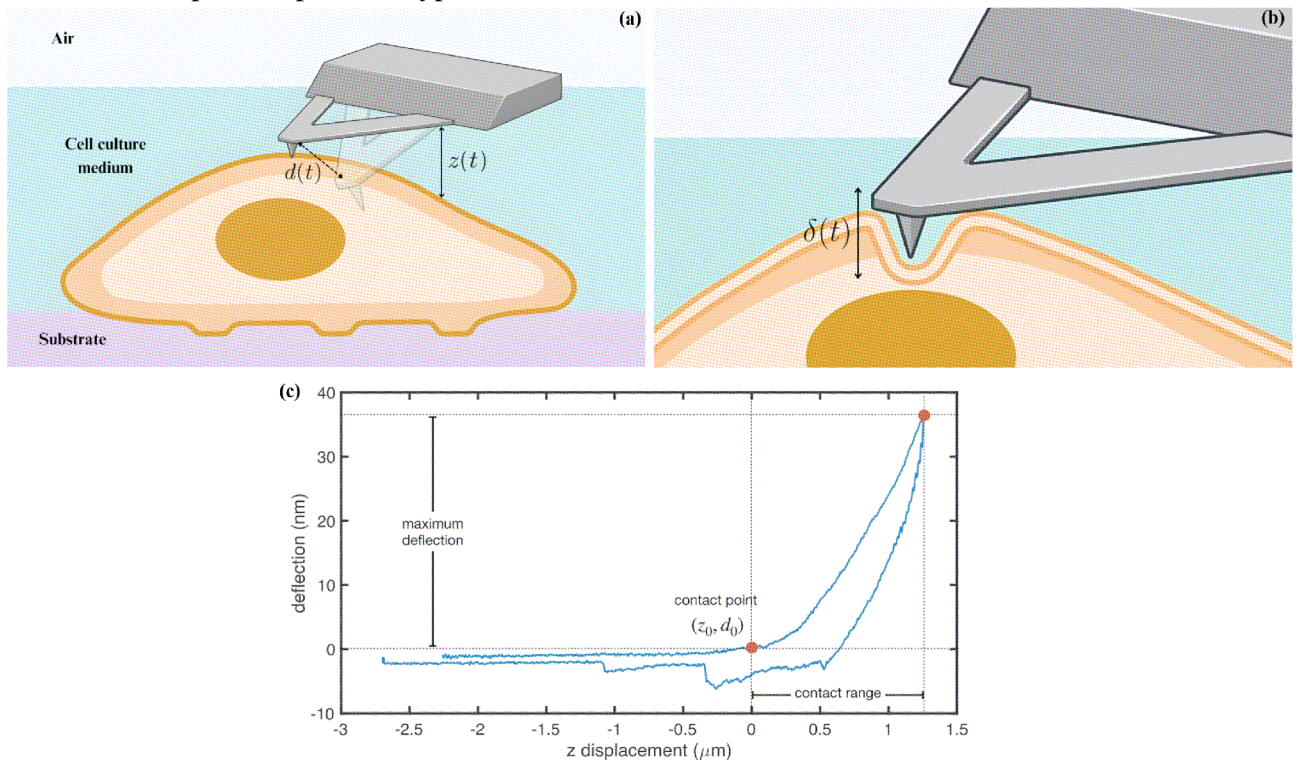 (a)
Air
Cell culture
medium
d(t)
z(t)
Substrate
(b)
δ(t)
(c)
40
30
20
10
0
-10
deflection (nm)
maximum
deflection
contact point
(z₀, d₀)
contact range
-3 -2.5 -2 -1.5 -1 -0.5 0 0.5 1 1.5
z displacement (μm)